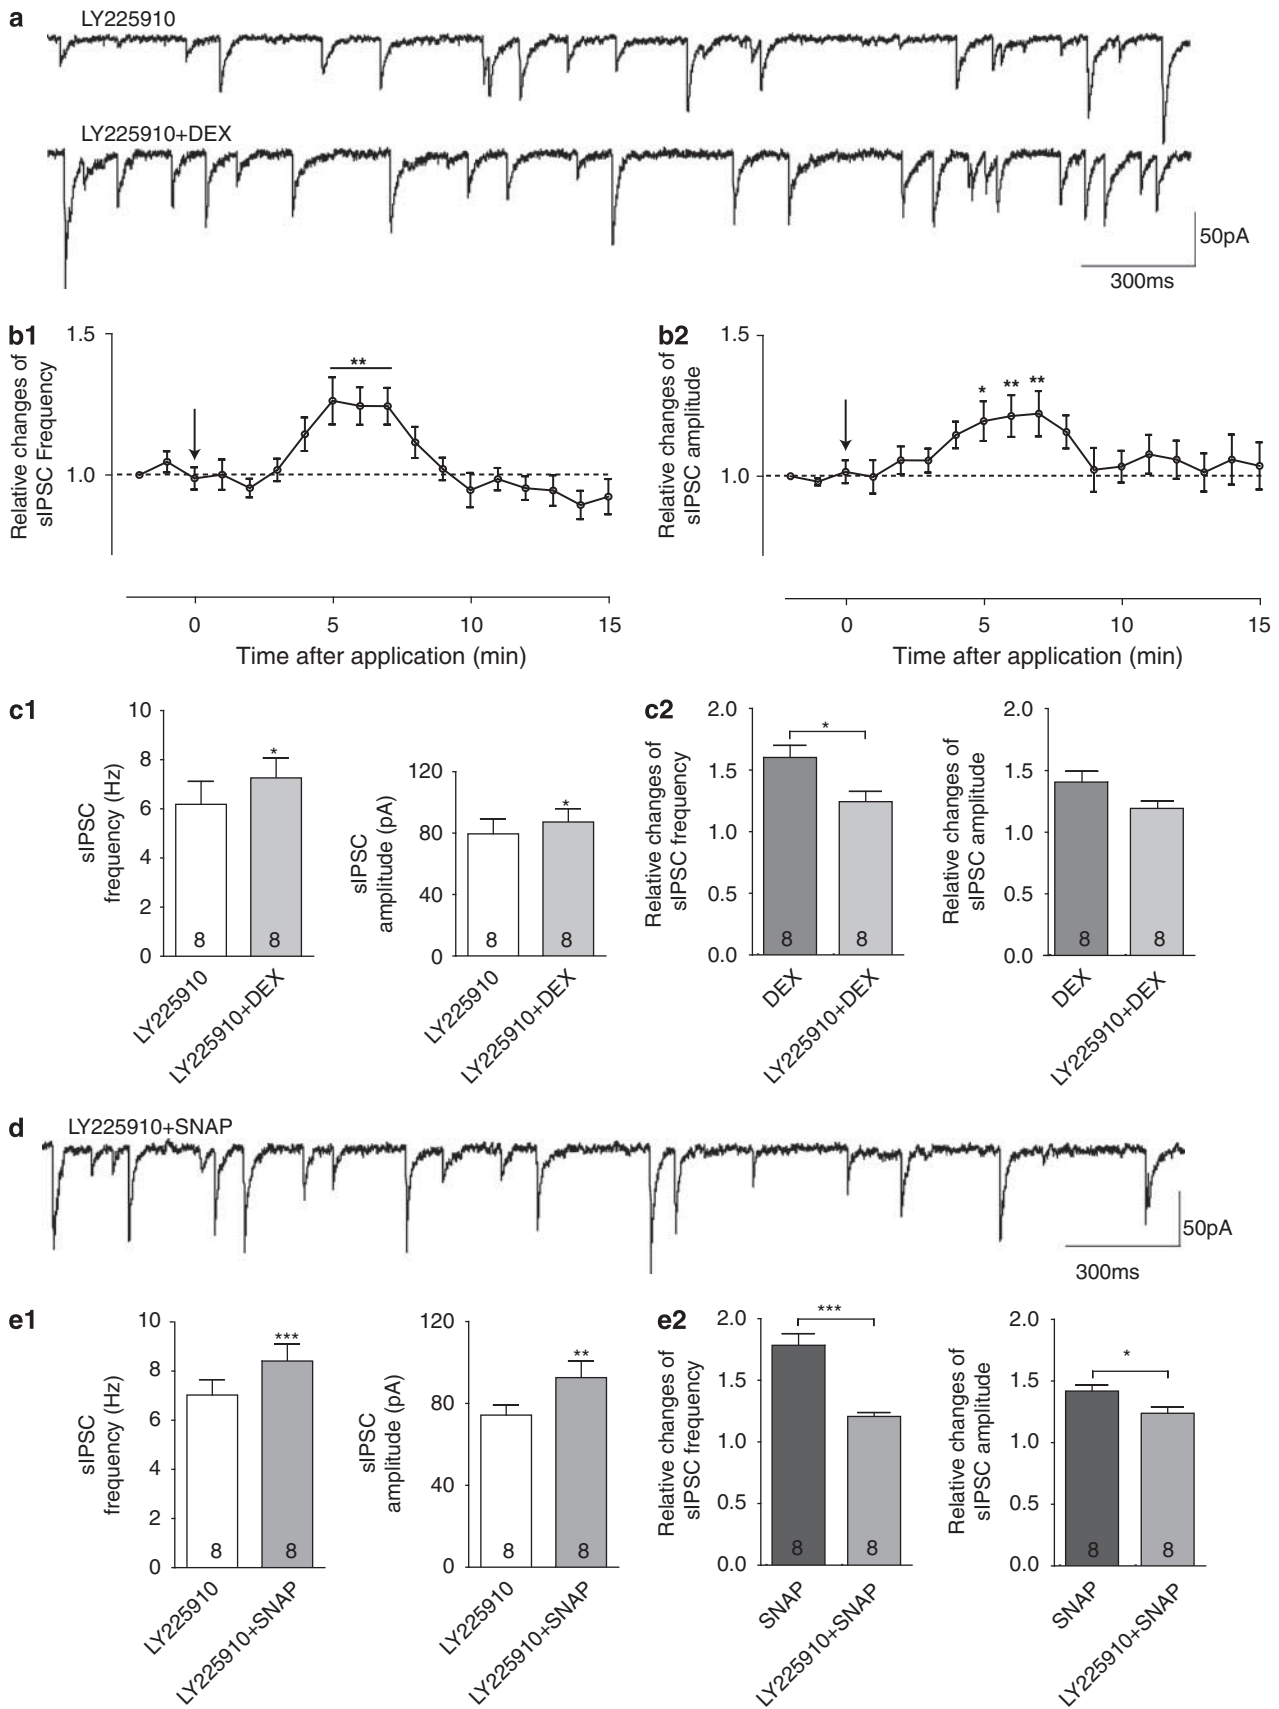 a
LY225910
LY225910+DEX
50pA
300ms
b1
Relative changes of
sIPSC Frequency
1.5
1.0
**
0
5
10
15
Time after application (min)
b2
Relative changes of
sIPSC amplitude
1.5
1.0
*
**
**
0
5
10
15
Time after application (min)
c1
sIPSC
frequency (Hz)
10
8
6
4
2
0
*
8
8
LY225910
LY225910+DEX
sIPSC
amplitude (pA)
120
80
40
0
*
8
8
LY225910
LY225910+DEX
c2
Relative changes of
sIPSC frequency
2.0
1.5
1.0
0.5
0.0
*
8
8
DEX
LY225910+DEX
Relative changes of
sIPSC amplitude
2.0
1.5
1.0
0.5
0.0
8
8
DEX
LY225910+DEX
d
LY225910+SNAP
50pA
300ms
e1
sIPSC
frequency (Hz)
10
8
6
4
2
0
***
8
8
LY225910
LY225910+SNAP
sIPSC
amplitude (pA)
120
80
40
0
**
8
8
LY225910
LY225910+SNAP
e2
Relative changes of
sIPSC frequency
2.0
1.5
1.0
0.5
0.0
***
8
8
SNAP
LY225910+SNAP
Relative changes of
sIPSC amplitude
2.0
1.5
1.0
0.5
0.0
*
8
8
SNAP
LY225910+SNAP